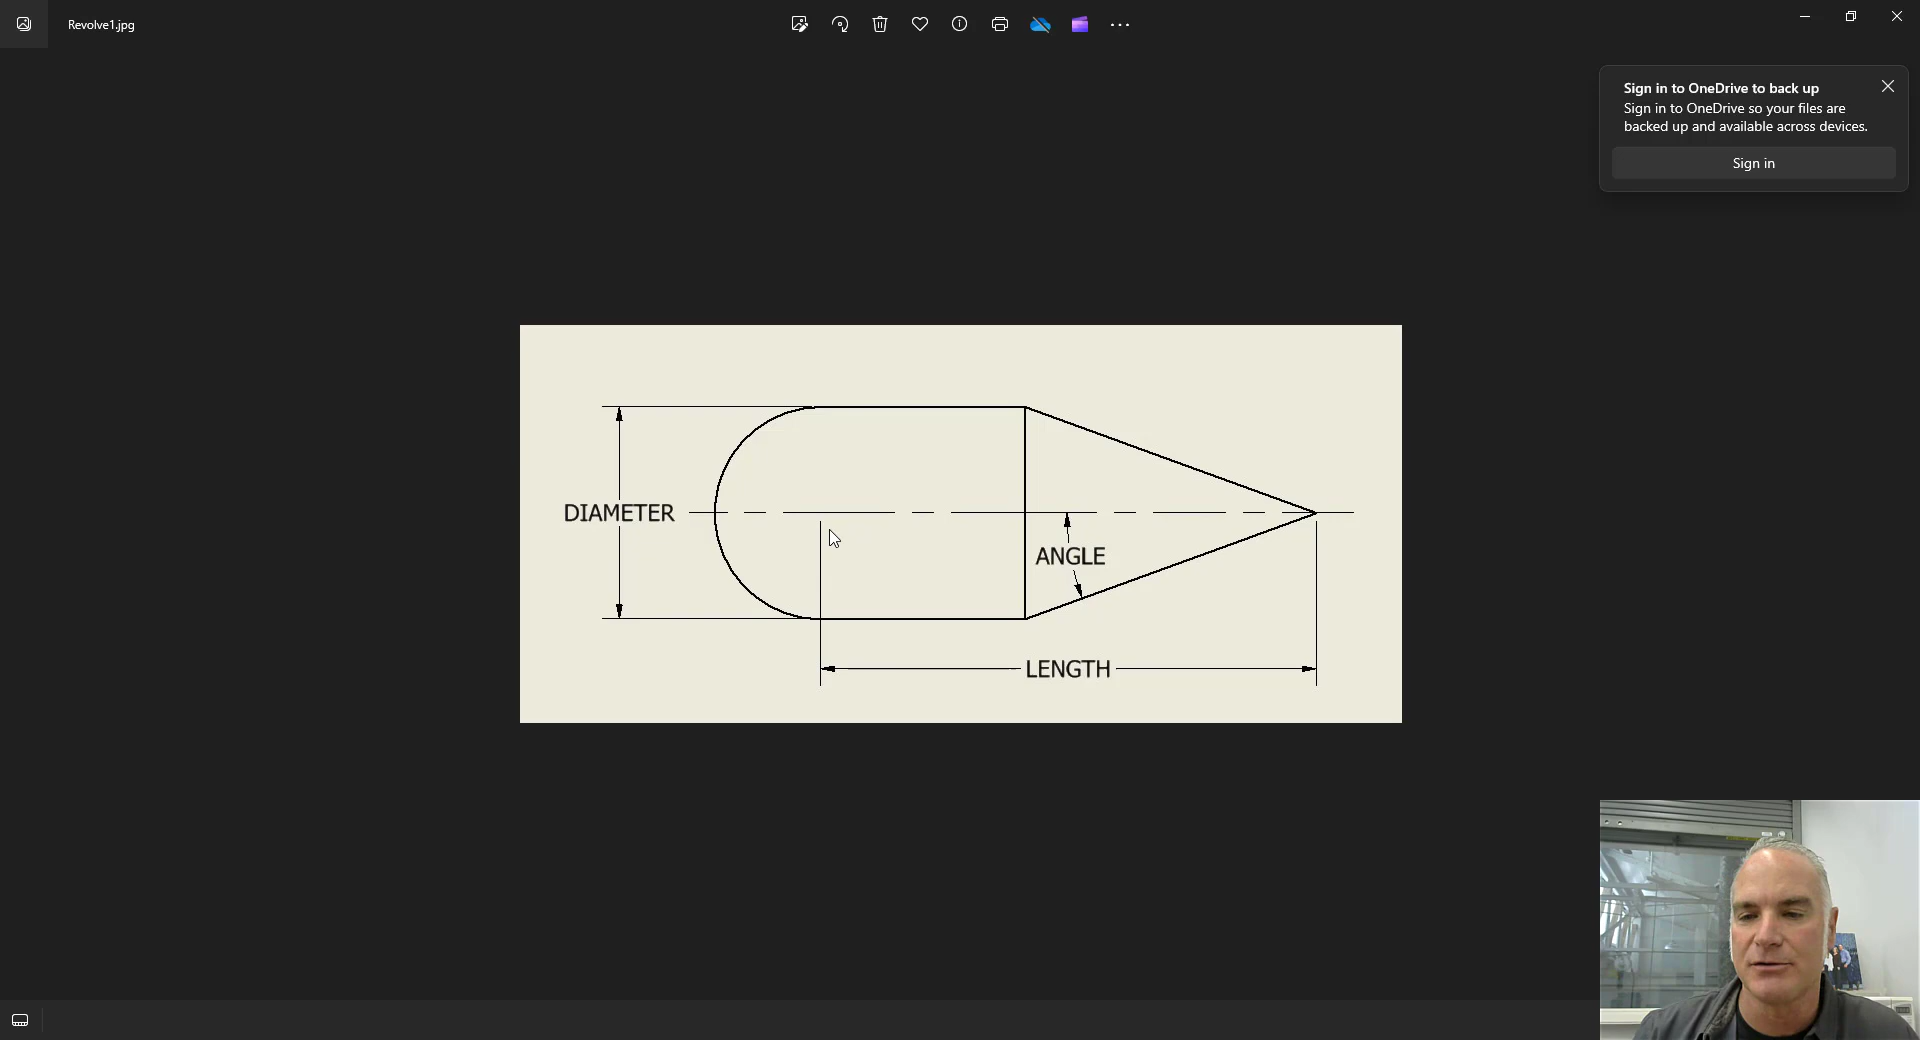 Revolve1.jpg
Sign in to OneDrive to back up
Sign in to OneDrive so your files are
backed up and available across devices.
Sign in
DIAMETER
ANGLE
LENGTH